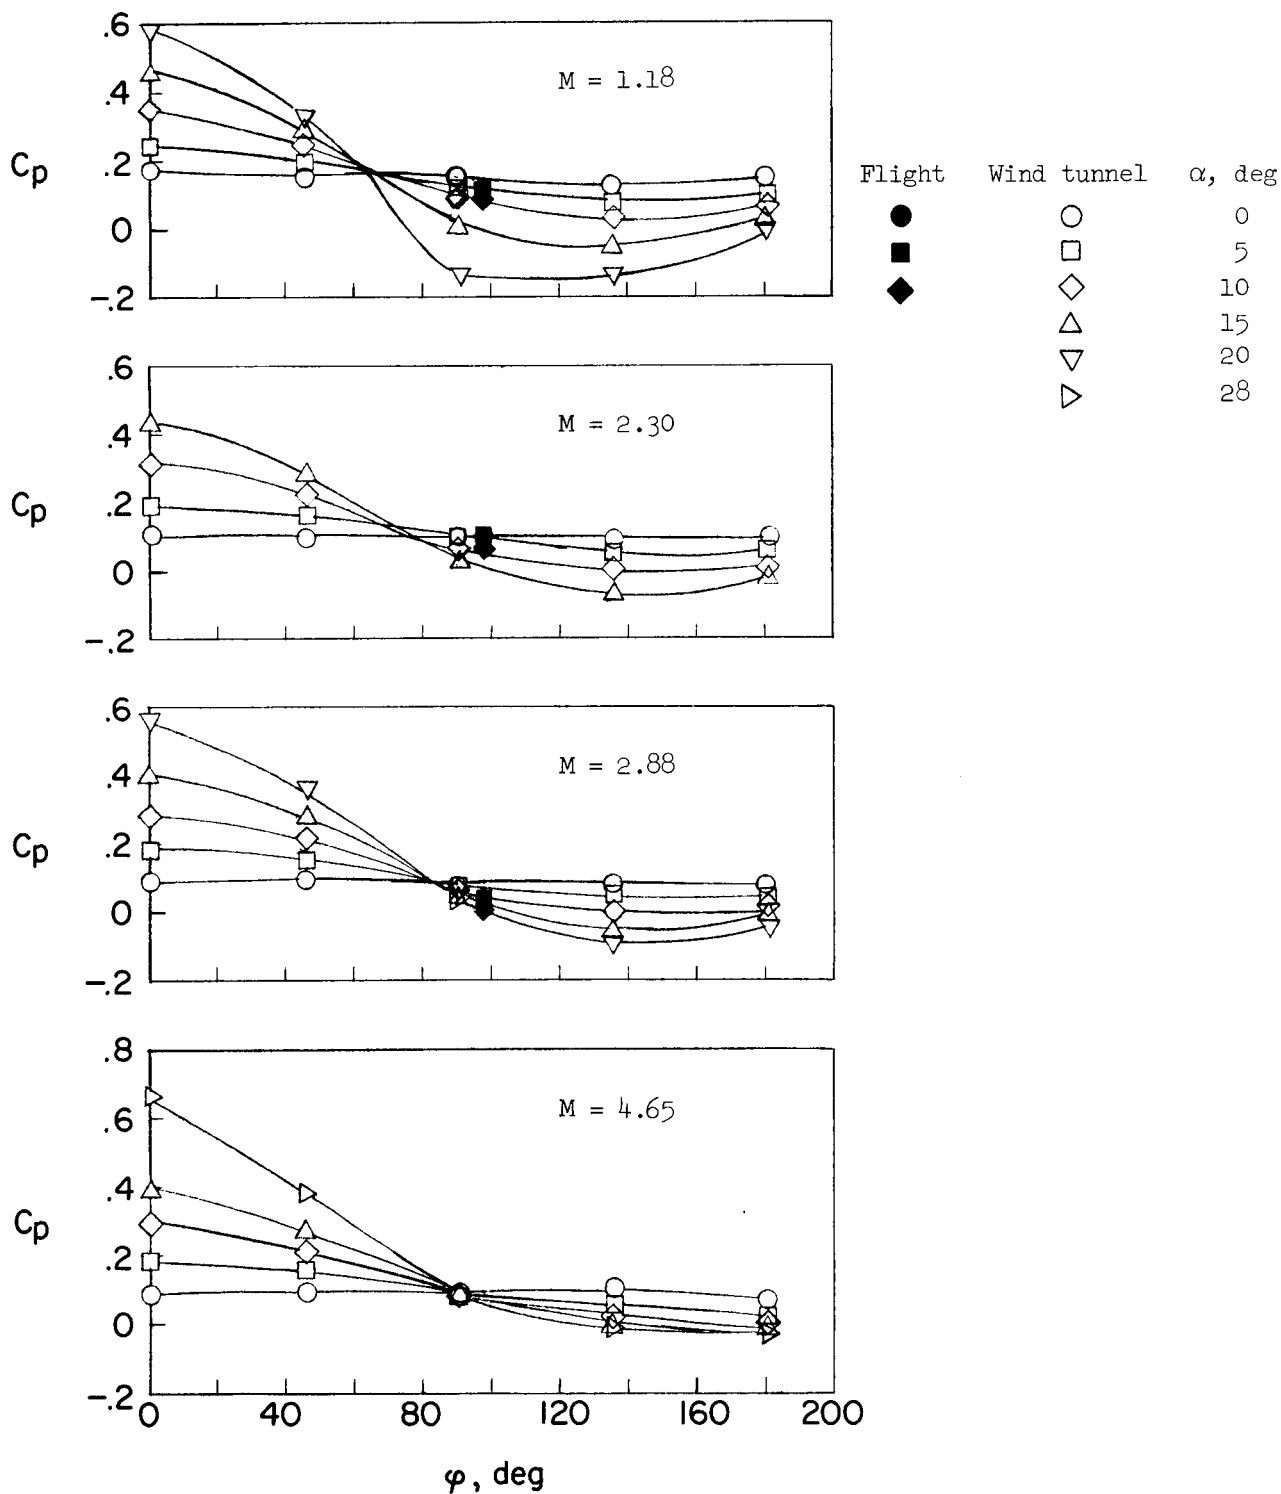 .6
.4
Cp .2
0
-.2
M = 1.18
Flight Wind tunnel α, deg
0
5
10
15
20
28
.6
.4
Cp .2
0
-.2
M = 2.30
.6
.4
Cp .2
0
-.2
M = 2.88
.8
.6
.4
Cp .2
0
-.2
M = 4.65
0 40 80 120 160 200
φ, deg